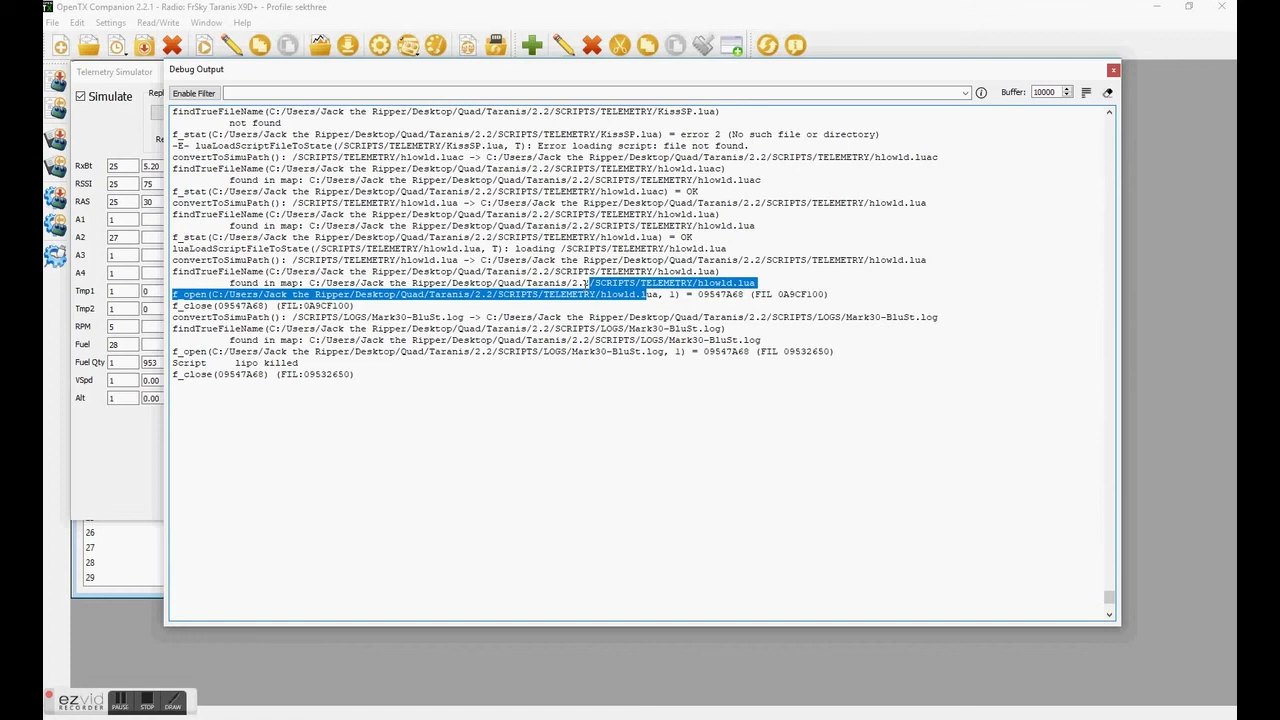 OpenTX Companion 2.2.1 - Radio: FrSky Taranis X9D+ - Profile: sekthree
File Edit Settings Read/Write Window Help
Telemetry Simulator
Debug Output
Simulate
Enable Filter
Buffer: 10000
findTrueFileName(C:/Users/Jack the Ripper/Desktop/Quad/Taranis/2.2/SCRIPTS/TELEMETRY/KissSP.lua)
not found
f_stat(C:/Users/Jack the Ripper/Desktop/Quad/Taranis/2.2/SCRIPTS/TELEMETRY/KissSP.lua) = error 2 (No such file or directory)
-E- luaLoadScriptFileToState(/SCRIPTS/TELEMETRY/KissSP.lua, T): Error loading script: file not found.
convertToSimuPath(): /SCRIPTS/TELEMETRY/hlowld.luac -> C:/Users/Jack the Ripper/Desktop/Quad/Taranis/2.2/SCRIPTS/TELEMETRY/hlowld.luac
findTrueFileName(C:/Users/Jack the Ripper/Desktop/Quad/Taranis/2.2/SCRIPTS/TELEMETRY/hlowld.luac)
found in map: C:/Users/Jack the Ripper/Desktop/Quad/Taranis/2.2/SCRIPTS/TELEMETRY/hlowld.luac
f_stat(C:/Users/Jack the Ripper/Desktop/Quad/Taranis/2.2/SCRIPTS/TELEMETRY/hlowld.luac) = OK
convertToSimuPath(): /SCRIPTS/TELEMETRY/hlowld.lua -> C:/Users/Jack the Ripper/Desktop/Quad/Taranis/2.2/SCRIPTS/TELEMETRY/hlowld.lua
findTrueFileName(C:/Users/Jack the Ripper/Desktop/Quad/Taranis/2.2/SCRIPTS/TELEMETRY/hlowld.lua)
found in map: C:/Users/Jack the Ripper/Desktop/Quad/Taranis/2.2/SCRIPTS/TELEMETRY/hlowld.lua
f_stat(C:/Users/Jack the Ripper/Desktop/Quad/Taranis/2.2/SCRIPTS/TELEMETRY/hlowld.lua) = OK
luaLoadScriptFileToState(/SCRIPTS/TELEMETRY/hlowld.lua, T): loading /SCRIPTS/TELEMETRY/hlowld.lua
convertToSimuPath(): /SCRIPTS/TELEMETRY/hlowld.lua -> C:/Users/Jack the Ripper/Desktop/Quad/Taranis/2.2/SCRIPTS/TELEMETRY/hlowld.lua
findTrueFileName(C:/Users/Jack the Ripper/Desktop/Quad/Taranis/2.2/SCRIPTS/TELEMETRY/hlowld.lua)
found in map: C:/Users/Jack the Ripper/Desktop/Quad/Taranis/2.2/SCRIPTS/TELEMETRY/hlowld.lua
f_open(C:/Users/Jack the Ripper/Desktop/Quad/Taranis/2.2/SCRIPTS/TELEMETRY/hlowld.lua, 1) = 09547A68 (FIL 0A9CF100)
f_close(09547A68) (FIL:0A9CF100)
convertToSimuPath(): /SCRIPTS/LOGS/Mark30-BluSt.log -> C:/Users/Jack the Ripper/Desktop/Quad/Taranis/2.2/SCRIPTS/LOGS/Mark30-BluSt.log
findTrueFileName(C:/Users/Jack the Ripper/Desktop/Quad/Taranis/2.2/SCRIPTS/LOGS/Mark30-BluSt.log)
found in map: C:/Users/Jack the Ripper/Desktop/Quad/Taranis/2.2/SCRIPTS/LOGS/Mark30-BluSt.log
f_open(C:/Users/Jack the Ripper/Desktop/Quad/Taranis/2.2/SCRIPTS/LOGS/Mark30-BluSt.log, 1) = 09547A68 (FIL 09532650)
Script lipo killed
f_close(09547A68) (FIL:09532650)
Repl
Re
RxBt 25 5.20
RSSI 25 75
RAS 25 30
A1 1
A2 27
A3 1
A4 1
Tmp1 1 0
Tmp2 1 0
RPM 5
Fuel 28
Fuel Qty 1 953
VSpd 1 0.00
Alt 1 0.00
26
27
28
29
ezvid
RECORDER
PAUSE STOP DRAW